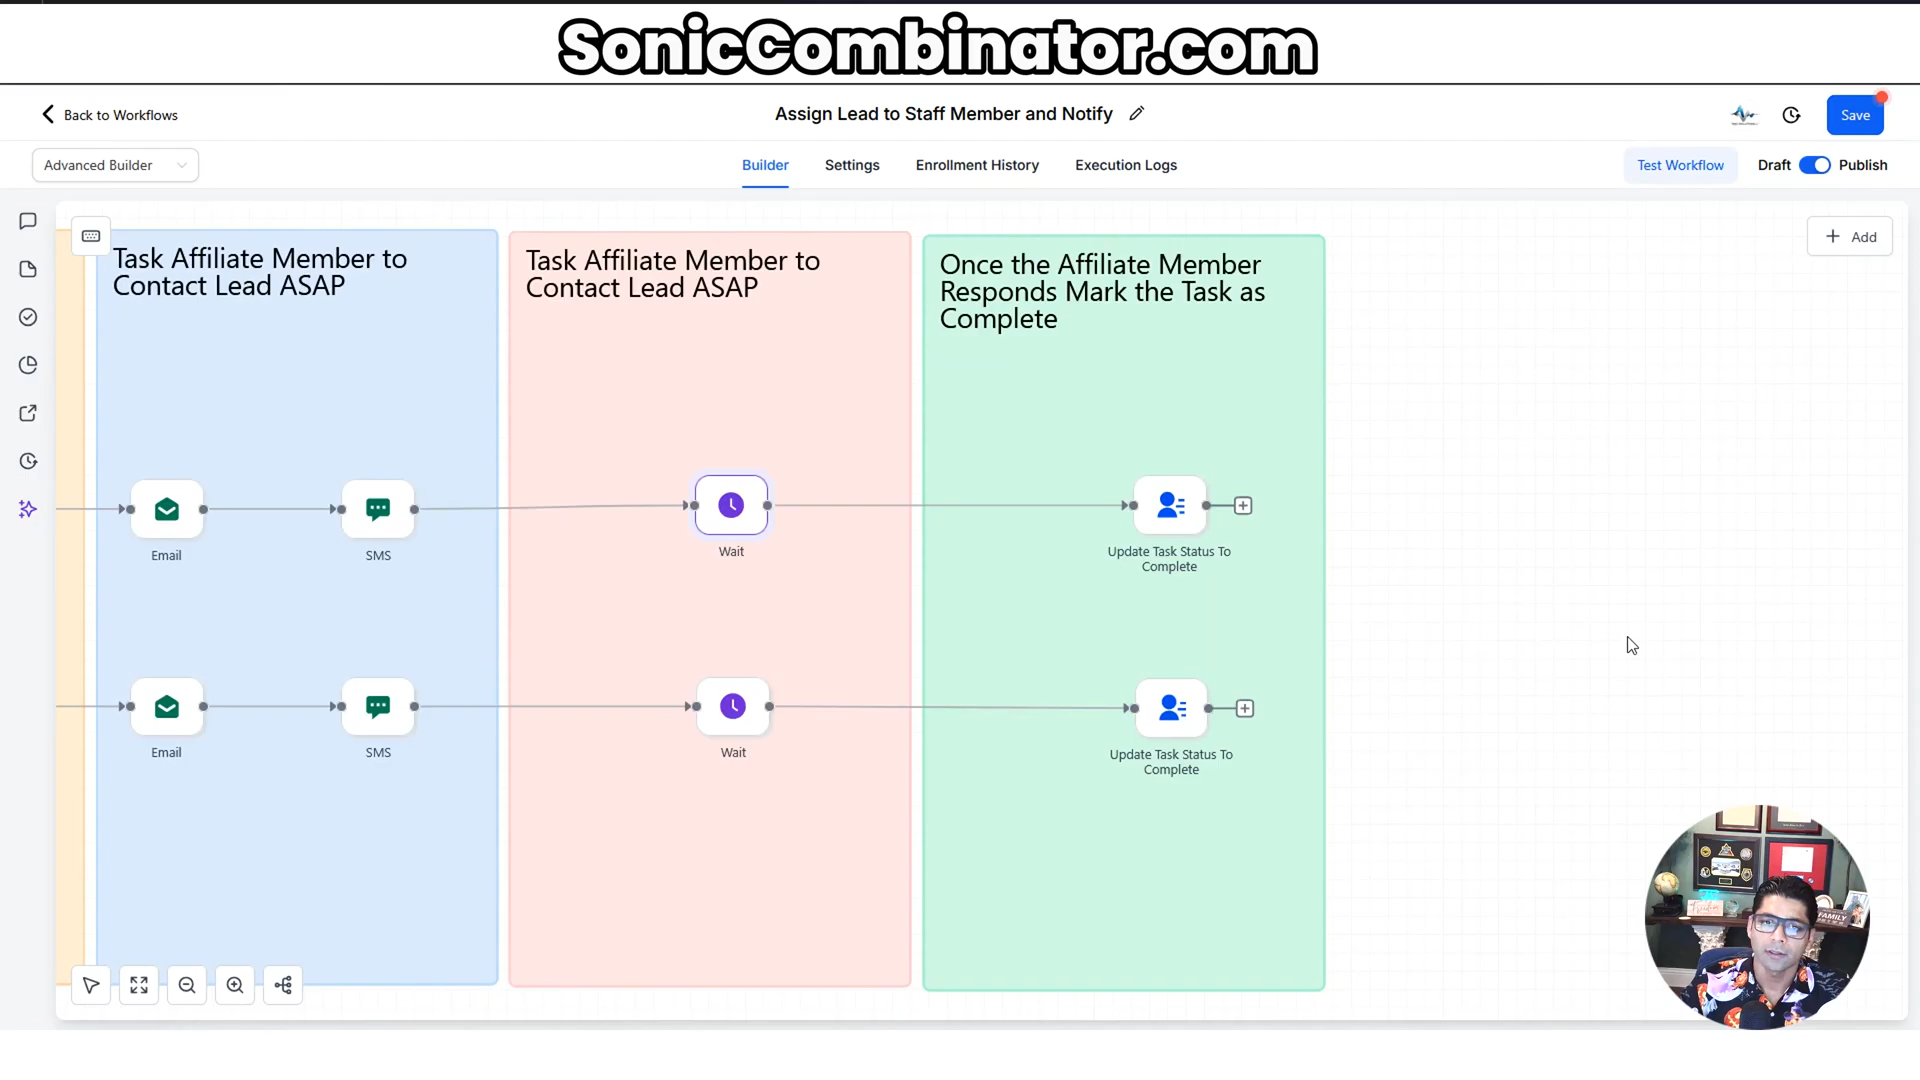 SonicCombinator.com
Back to Workflows
Assign Lead to Staff Member and Notify
Save
Advanced Builder
Builder
Settings
Enrollment History
Execution Logs
Test Workflow
Draft
Publish
Add
Task Affiliate Member to
Contact Lead ASAP
Task Affiliate Member to
Contact Lead ASAP
Once the Affiliate Member
Responds Mark the Task as
Complete
Email
SMS
Wait
Update Task Status To
Complete
Email
SMS
Wait
Update Task Status To
Complete
FAMILY